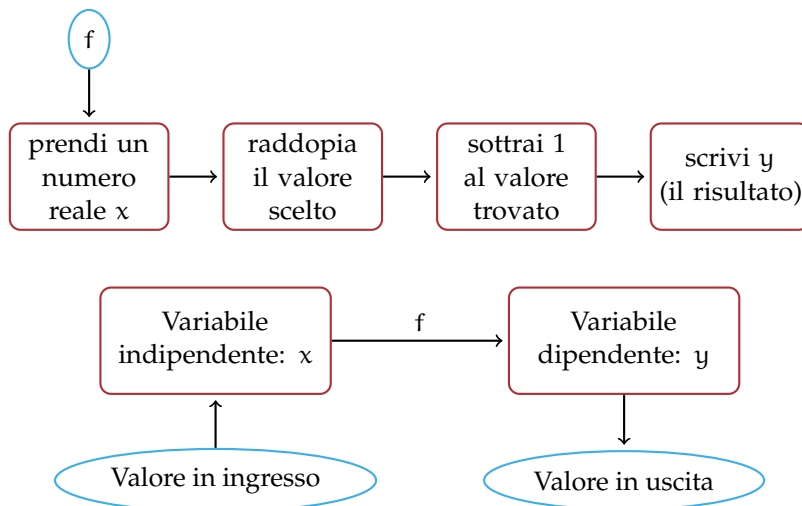 f
prendi un
numero
reale x
raddopia
il valore
scelto
sottrai 1
al valore
trovato
scrivi y
(il risultato)
Variabile
indipendente: x
f
Variabile
dipendente: y
Valore in ingresso
Valore in uscita